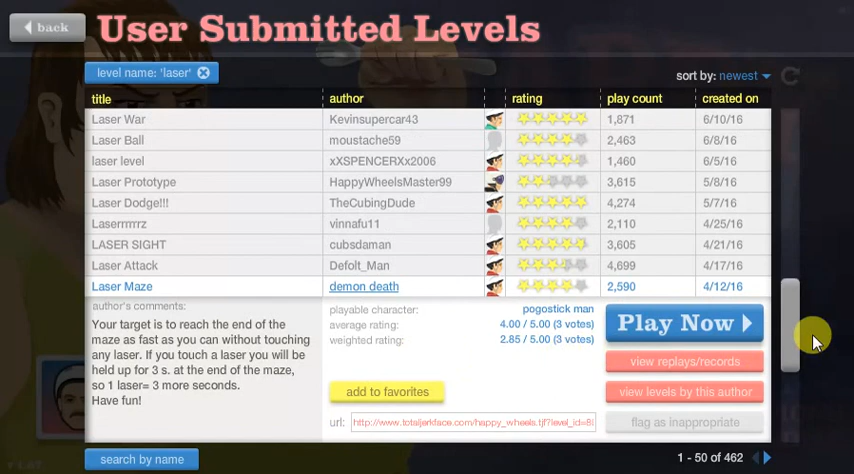 back
User Submitted Levels
level name: 'laser'
sort by: newest
title author rating play count created on
Laser War Kevinsupercar43 1,871 6/10/16
Laser Ball moustache59 2,463 6/8/16
laser level xXSPENCERXx2006 1,460 6/5/16
Laser Prototype HappyWheelsMaster99 3,615 5/8/16
Laser Dodge!!! TheCubingDude 4,274 5/7/16
vinnafu11 2,110 4/25/16
LASER SIGHT cubsdaman 3,605 4/21/16
Laser Attack Defolt_Man 4,699 4/17/16
Laser Maze demon death 2,590 4/12/16
author's comments:
Your target is to reach the end of the
maze as fast as you can without touching
any laser. If you touch a laser you will be
held up for 3 s. at the end of the maze,
so 1 laser= 3 more seconds.
Have fun!
playable character: pogostick man
average rating: 4.00 / 5.00 (3 votes)
weighted rating: 2.85 / 5.00 (3 votes)
add to favorites
url: http://www.totaljerkface.com/happy_wheels.tjf?level_id=8
Play Now
view replays/records
view levels by this author
flag as inappropriate
search by name
1 - 50 of 462